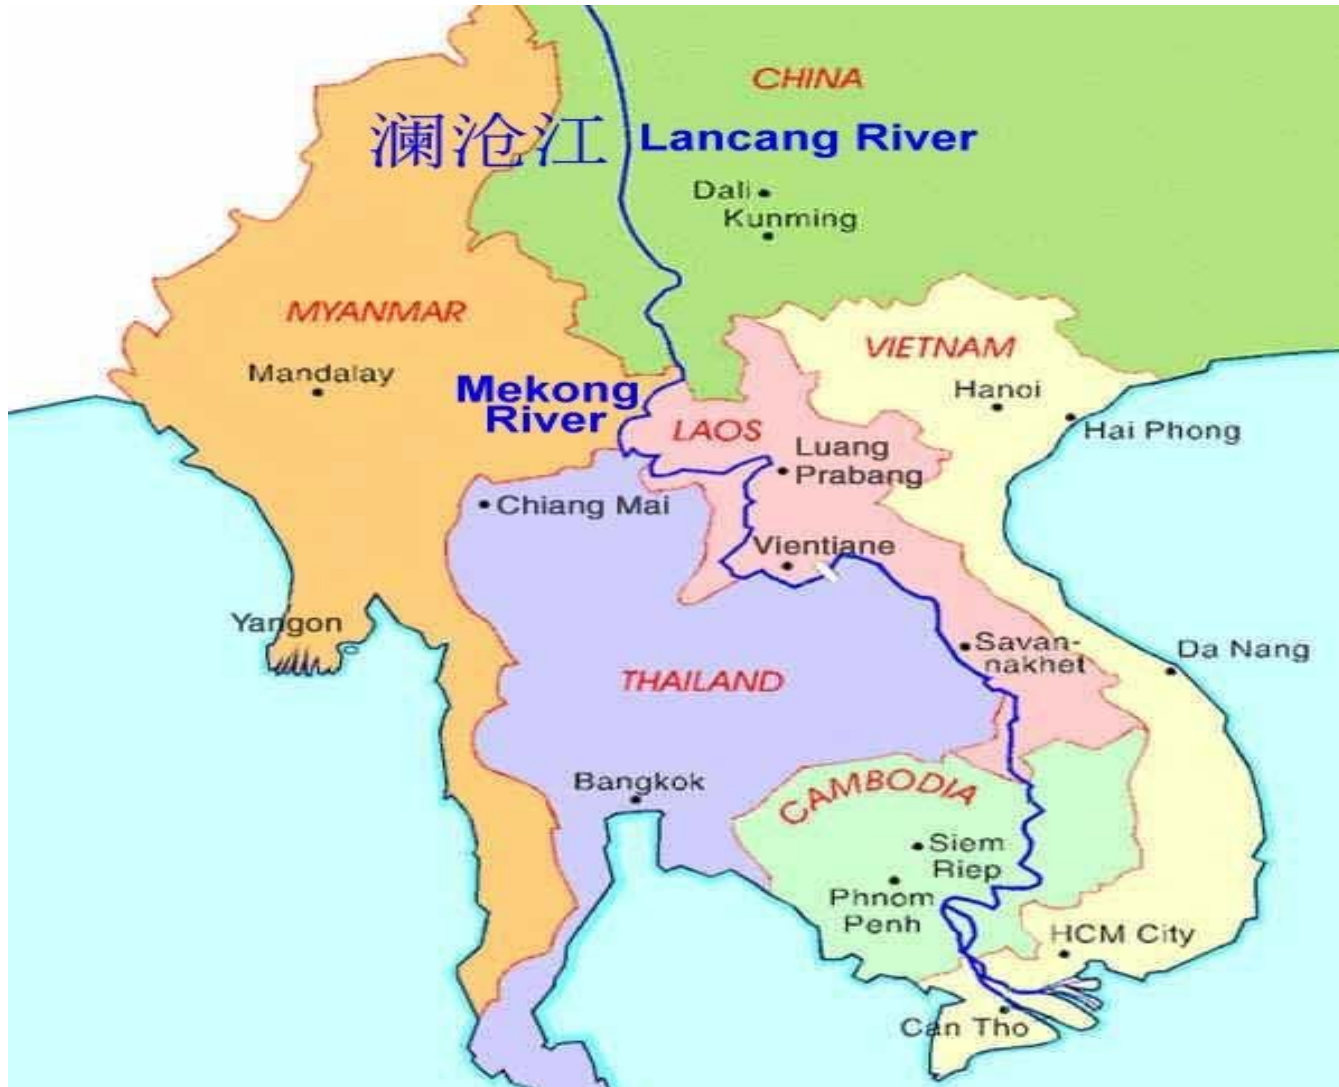 CHINA
澜沧江 Lancang River
Dali
Kunming
MYANMAR
VIETNAM
Mandalay
Mekong
River
Hanoi
LAOS
Hai Phong
Luang
Prabang
Chiang Mai
Vientiane
Yangon
Savan-
nakhet
Da Nang
THAILAND
Bangkok
CAMBODIA
Siem
Riep
Phnom
Penh
HCM City
Can Tho